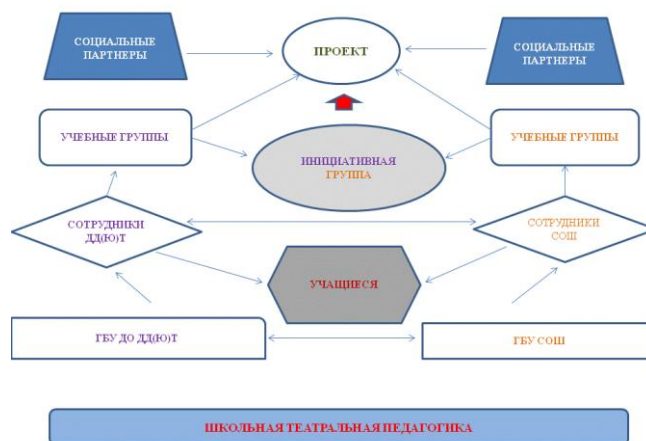 СОЦИАЛЬНЫЕ
ПАРТНЕРЫ
ПРОЕКТ
СОЦИАЛЬНЫЕ
ПАРТНЕРЫ
УЧЕБНЫЕ ГРУППЫ
УЧЕБНЫЕ ГРУППЫ
ИНИЦИАТИВНАЯ
ГРУППА
СОТРУДНИКИ
ДД(Ю)Т
СОТРУДНИКИ
СОШ
УЧАЩИЕСЯ
ГБУ ДО ДД(Ю)Т
ГБУ СОШ
ШКОЛЬНАЯ ТЕАТРАЛЬНАЯ ПЕДАГОГИКА